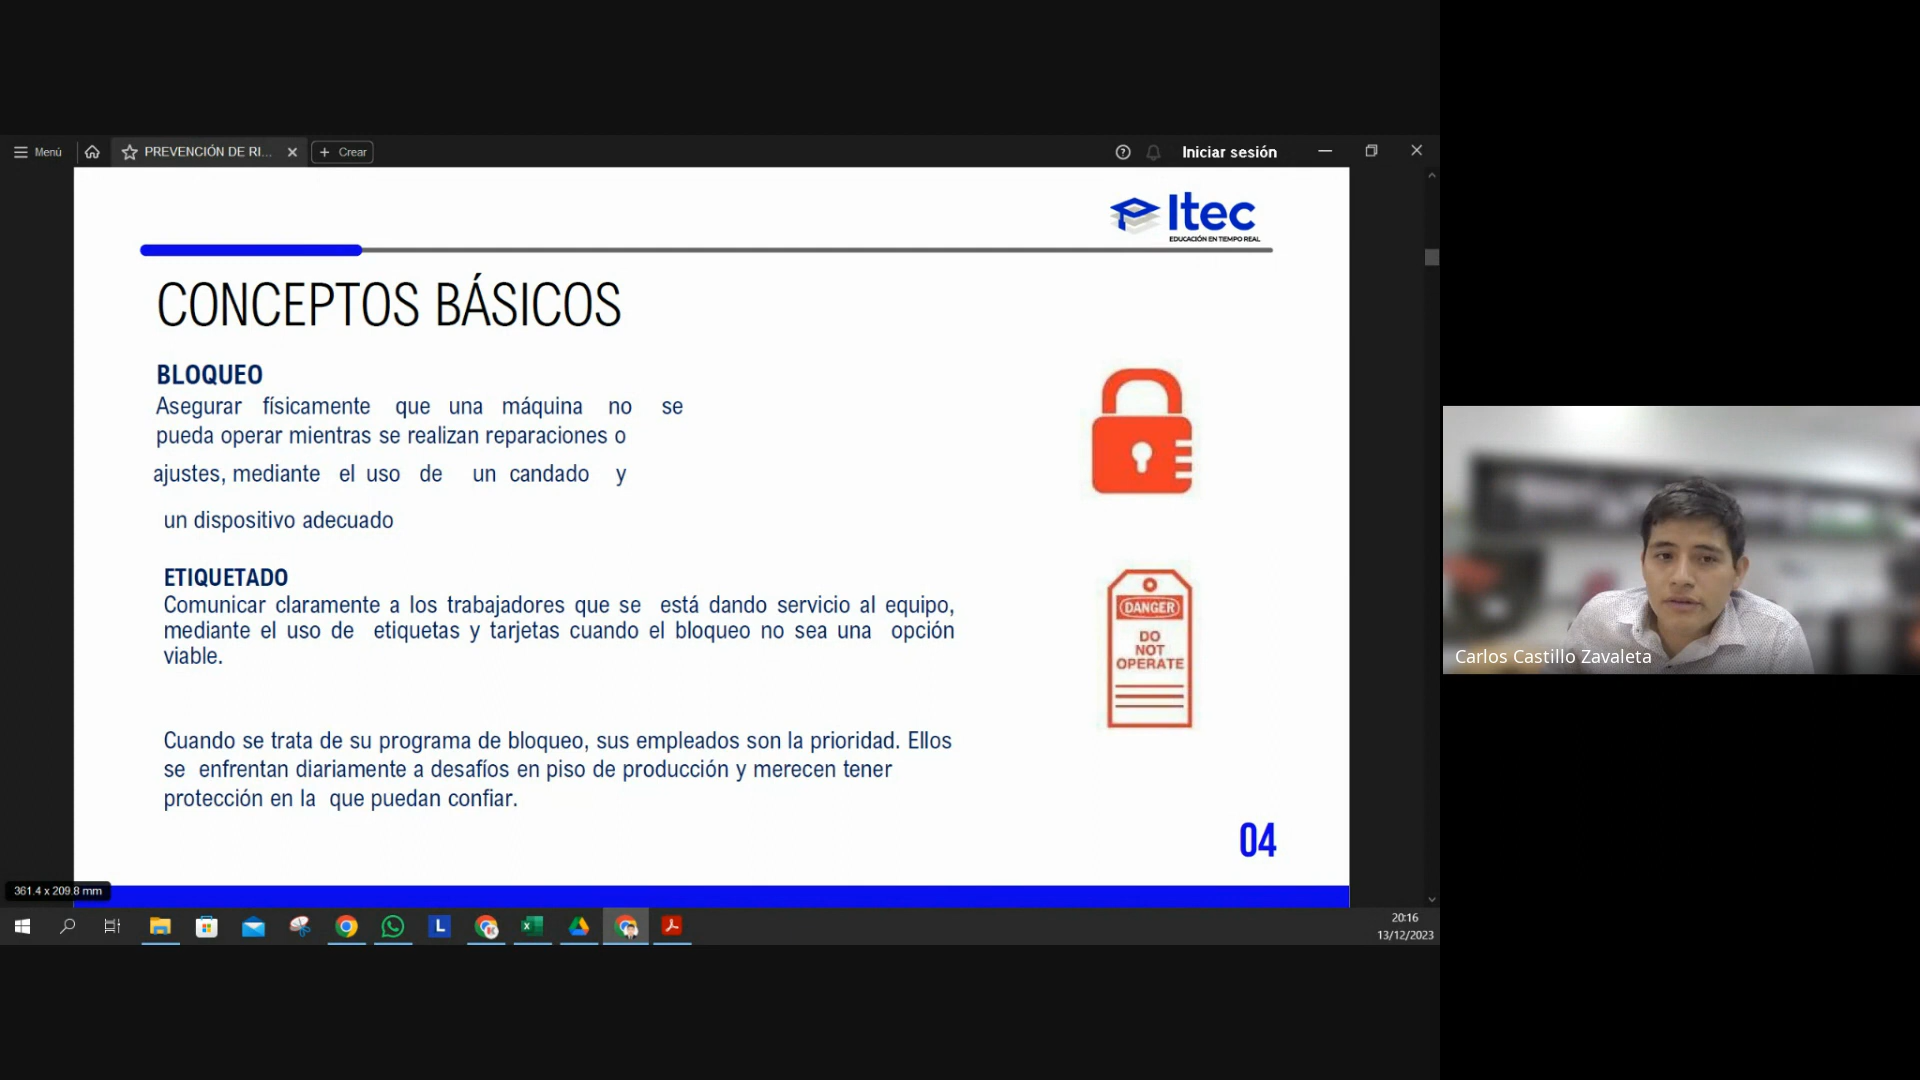 Menú
PREVENCIÓN DE RI...
Crear
Iniciar sesión
Itec
EDUCACIÓN EN TIEMPO REAL
CONCEPTOS BÁSICOS
BLOQUEO
Asegurar físicamente que una máquina no se
pueda operar mientras se realizan reparaciones o
ajustes, mediante el uso de un candado y
un dispositivo adecuado
ETIQUETADO
Comunicar claramente a los trabajadores que se está dando servicio al equipo,
mediante el uso de etiquetas y tarjetas cuando el bloqueo no sea una opción
viable.
DANGER
DO
NOT
OPERATE
Cuando se trata de su programa de bloqueo, sus empleados son la prioridad. Ellos
se enfrentan diariamente a desafíos en piso de producción y merecen tener
protección en la que puedan confiar.
04
361.4 x 209.8 mm
20:16
13/12/2023
Carlos Castillo Zavaleta